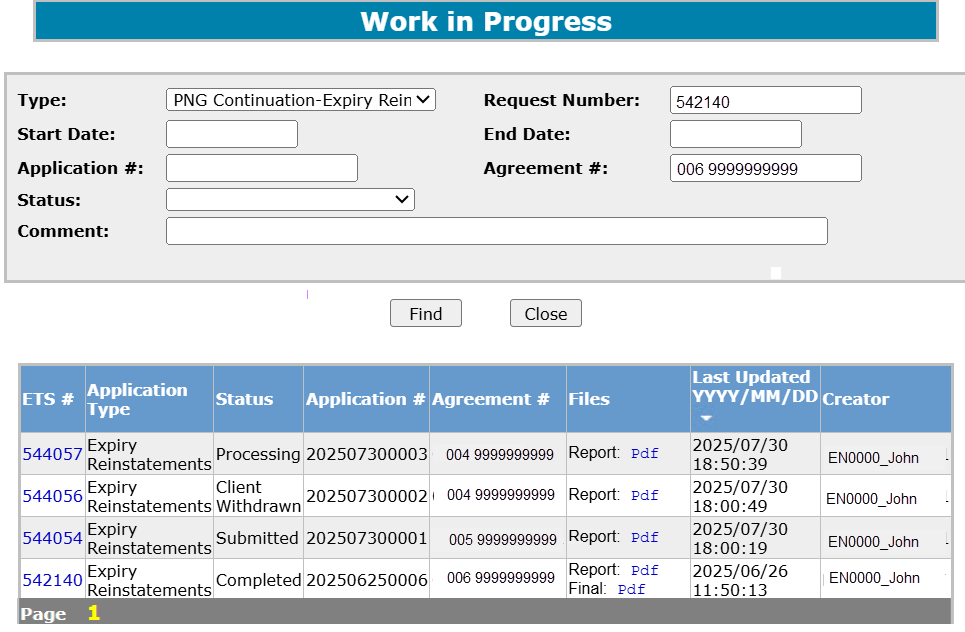 Work in Progress
Type: PNG Continuation-Expiry Rein Request Number: 542140
Start Date: End Date:
Application #: Agreement #: 006 9999999999
Status:
Comment:
Find Close
ETS # Application Type Status Application # Agreement # Files Last Updated YYYY/MM/DD Creator
544057 Expiry Reinstatements Processing 202507300003 004 9999999999 Report: Pdf 2025/07/30 18:50:39 EN0000_John
544056 Expiry Reinstatements Client Withdrawn 202507300002 004 9999999999 Report: Pdf 2025/07/30 18:00:49 EN0000_John
544054 Expiry Reinstatements Submitted 202507300001 005 9999999999 Report: Pdf 2025/07/30 18:00:19 EN0000_John
542140 Expiry Reinstatements Completed 202506250006 006 9999999999 Report: Pdf Final: Pdf 2025/06/26 11:50:13 EN0000_John
Page 1